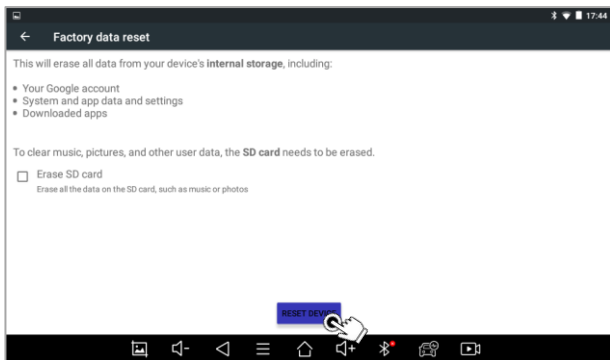 17:44
Factory data reset
This will erase all data from your device's internal storage, including:
• Your Google account
• System and app data and settings
• Downloaded apps
To clear music, pictures, and other user data, the SD card needs to be erased.
Erase SD card
Erase all the data on the SD card, such as music or photos
RESET